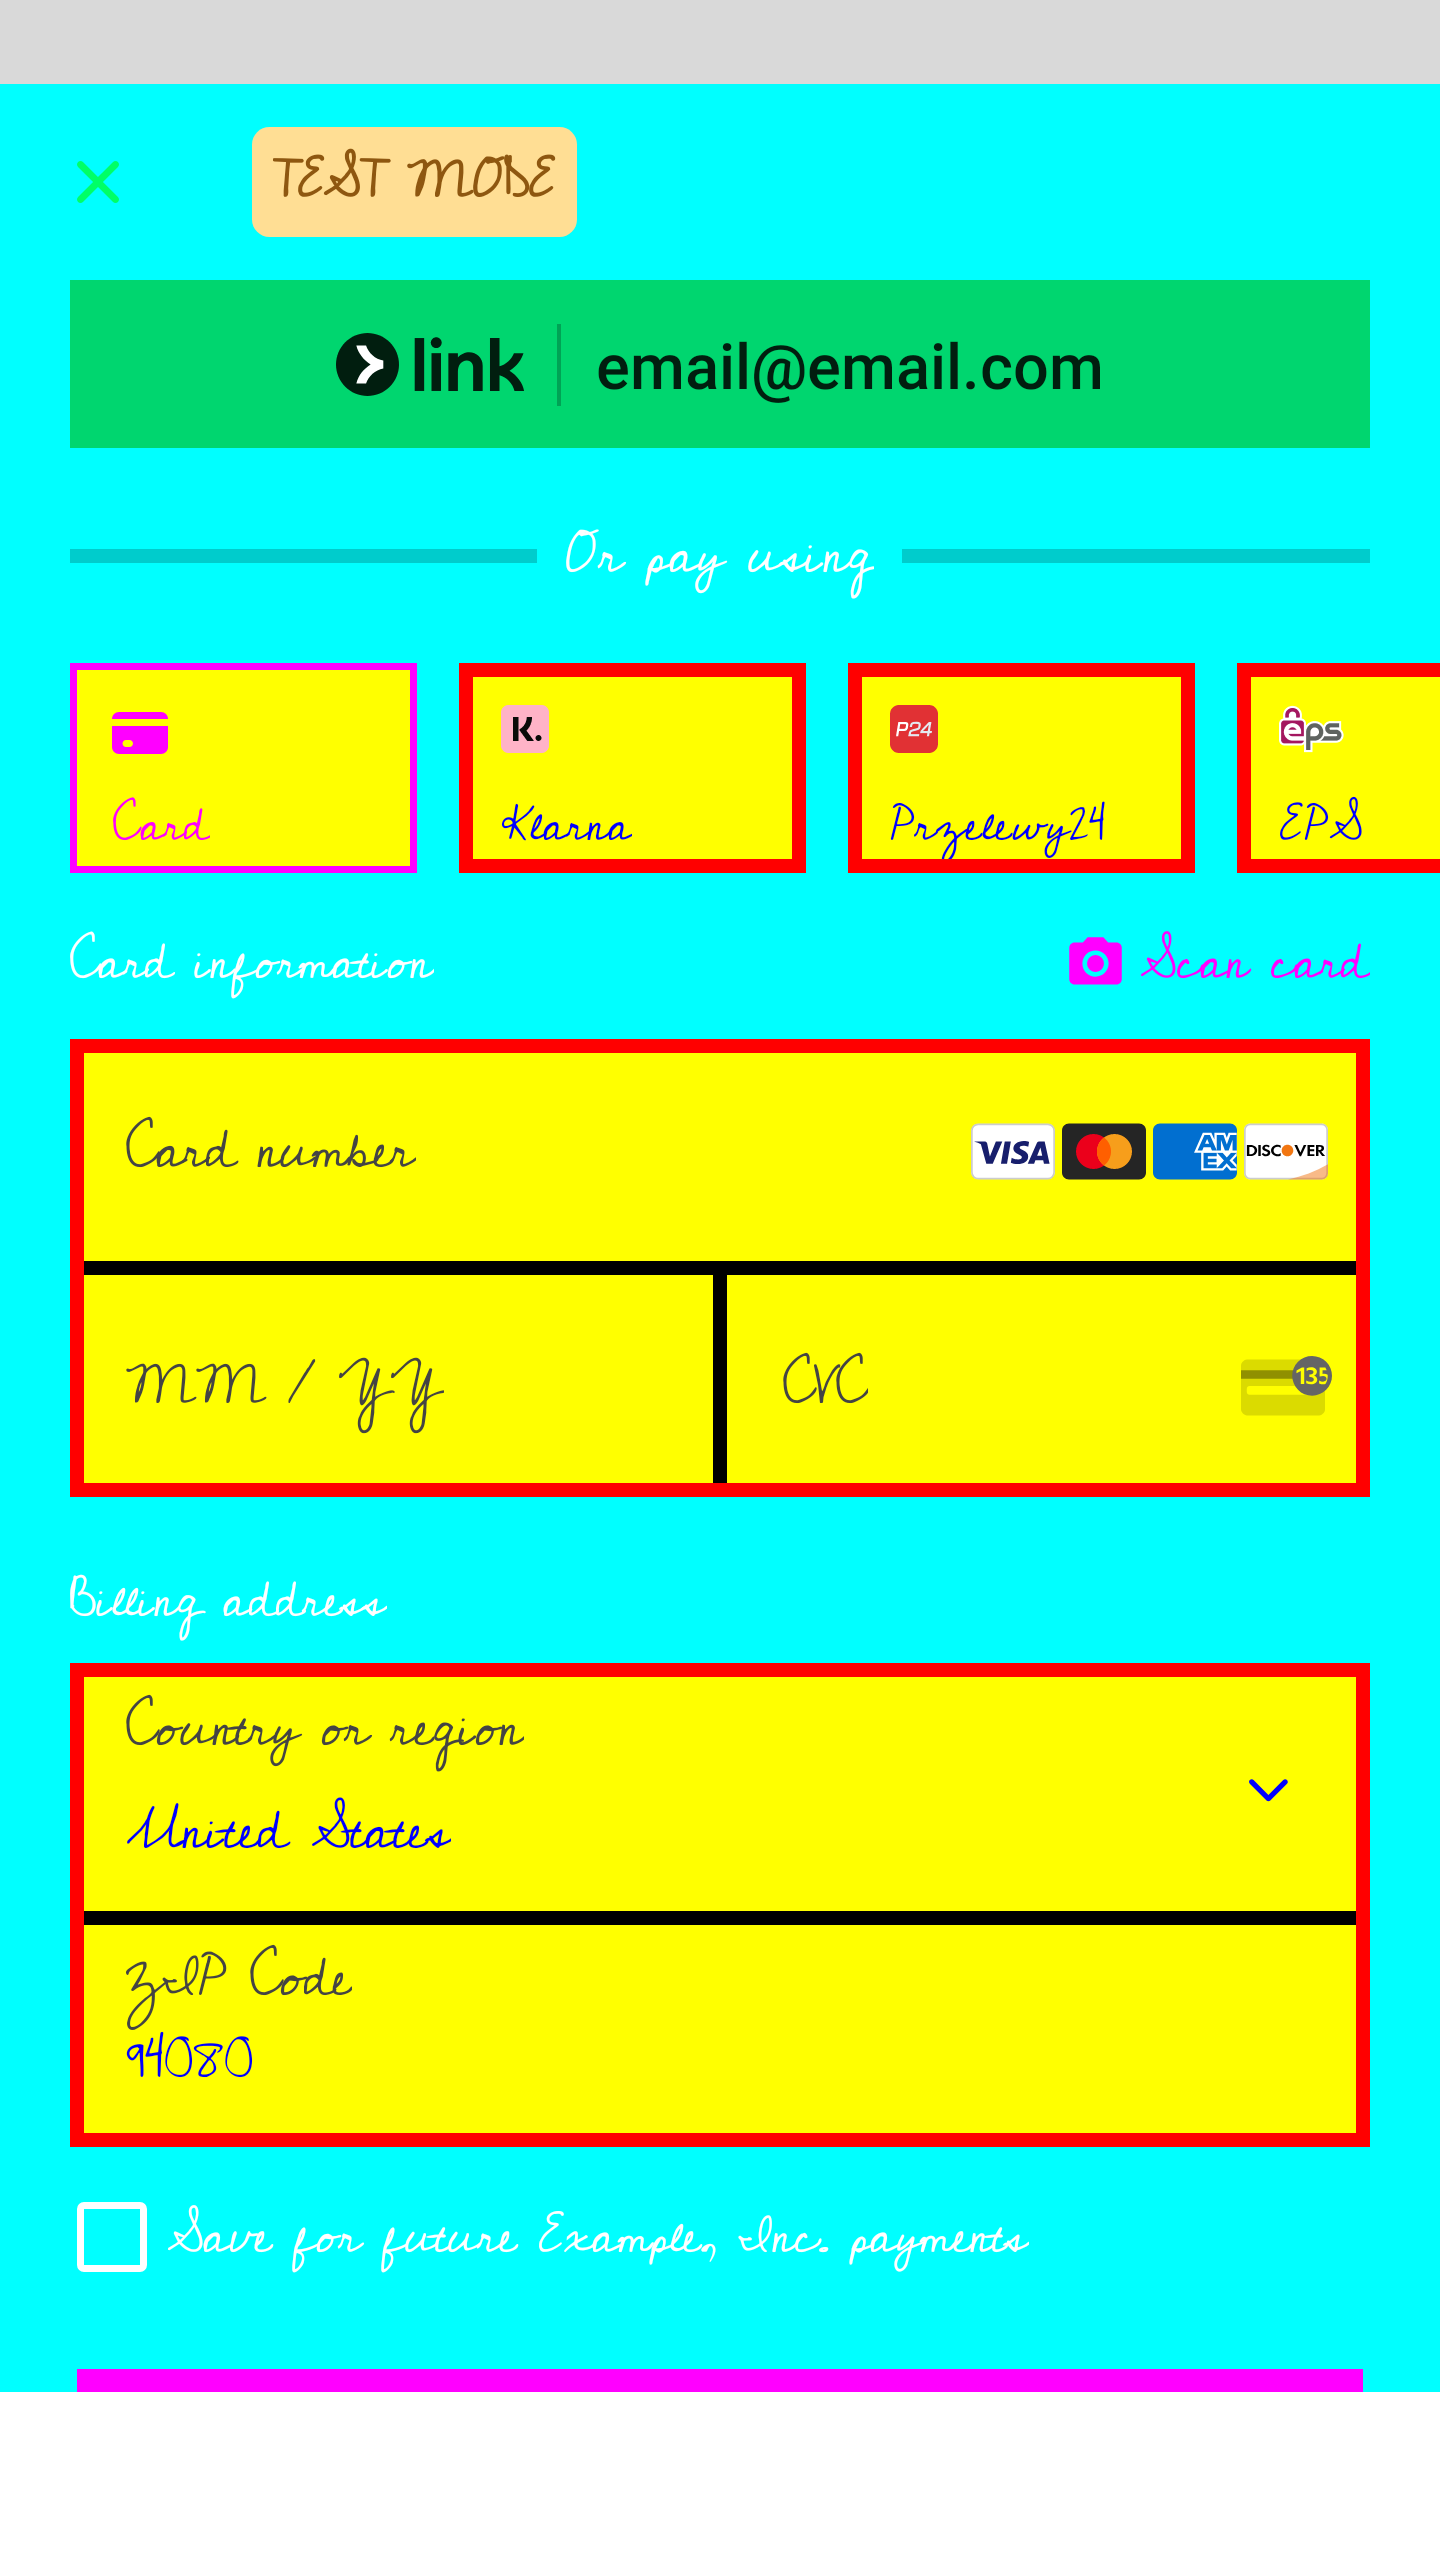 TEST MODE
link | email@email.com
Or pay using
K.
P24
eps
Card
Klarna
Przelewy24
EPS
Card information
Scan card
Card number
VISA
AMEX
DISCOVER
MM / YY
CVC
135
Billing address
Country or region
United States
ZIP Code
94080
Save for future Example, Inc. payments